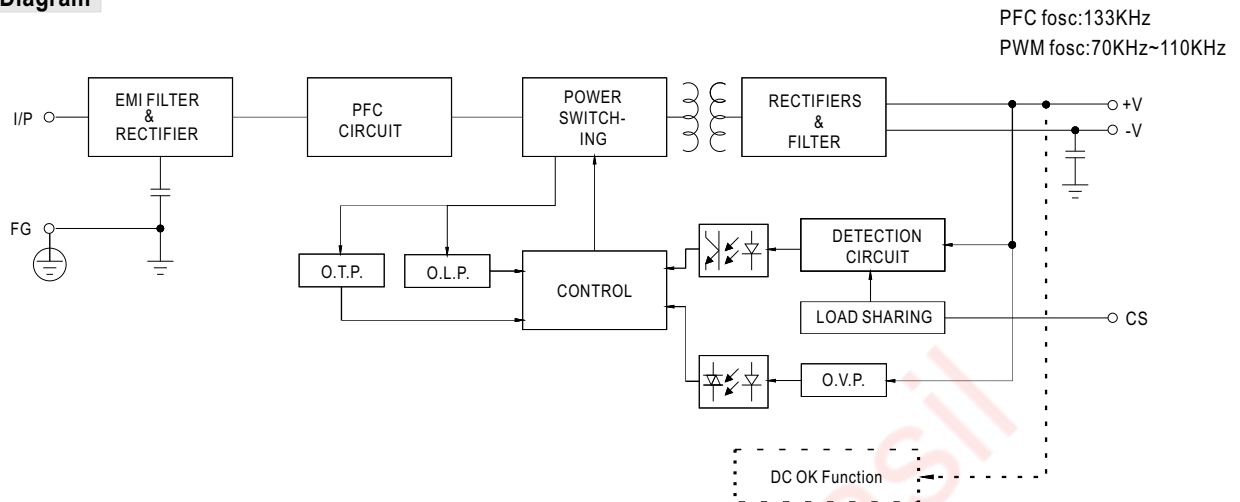 Diagram
PFC fosc:133KHz
PWM fosc:70KHz~110KHz
I/P
EMI FILTER
&
RECTIFIER
PFC
CIRCUIT
POWER
SWITCH-
ING
RECTIFIERS
&
FILTER
+V
-V
FG
O.T.P.
O.L.P.
CONTROL
DETECTION
CIRCUIT
LOAD SHARING
CS
O.V.P.
DC OK Function